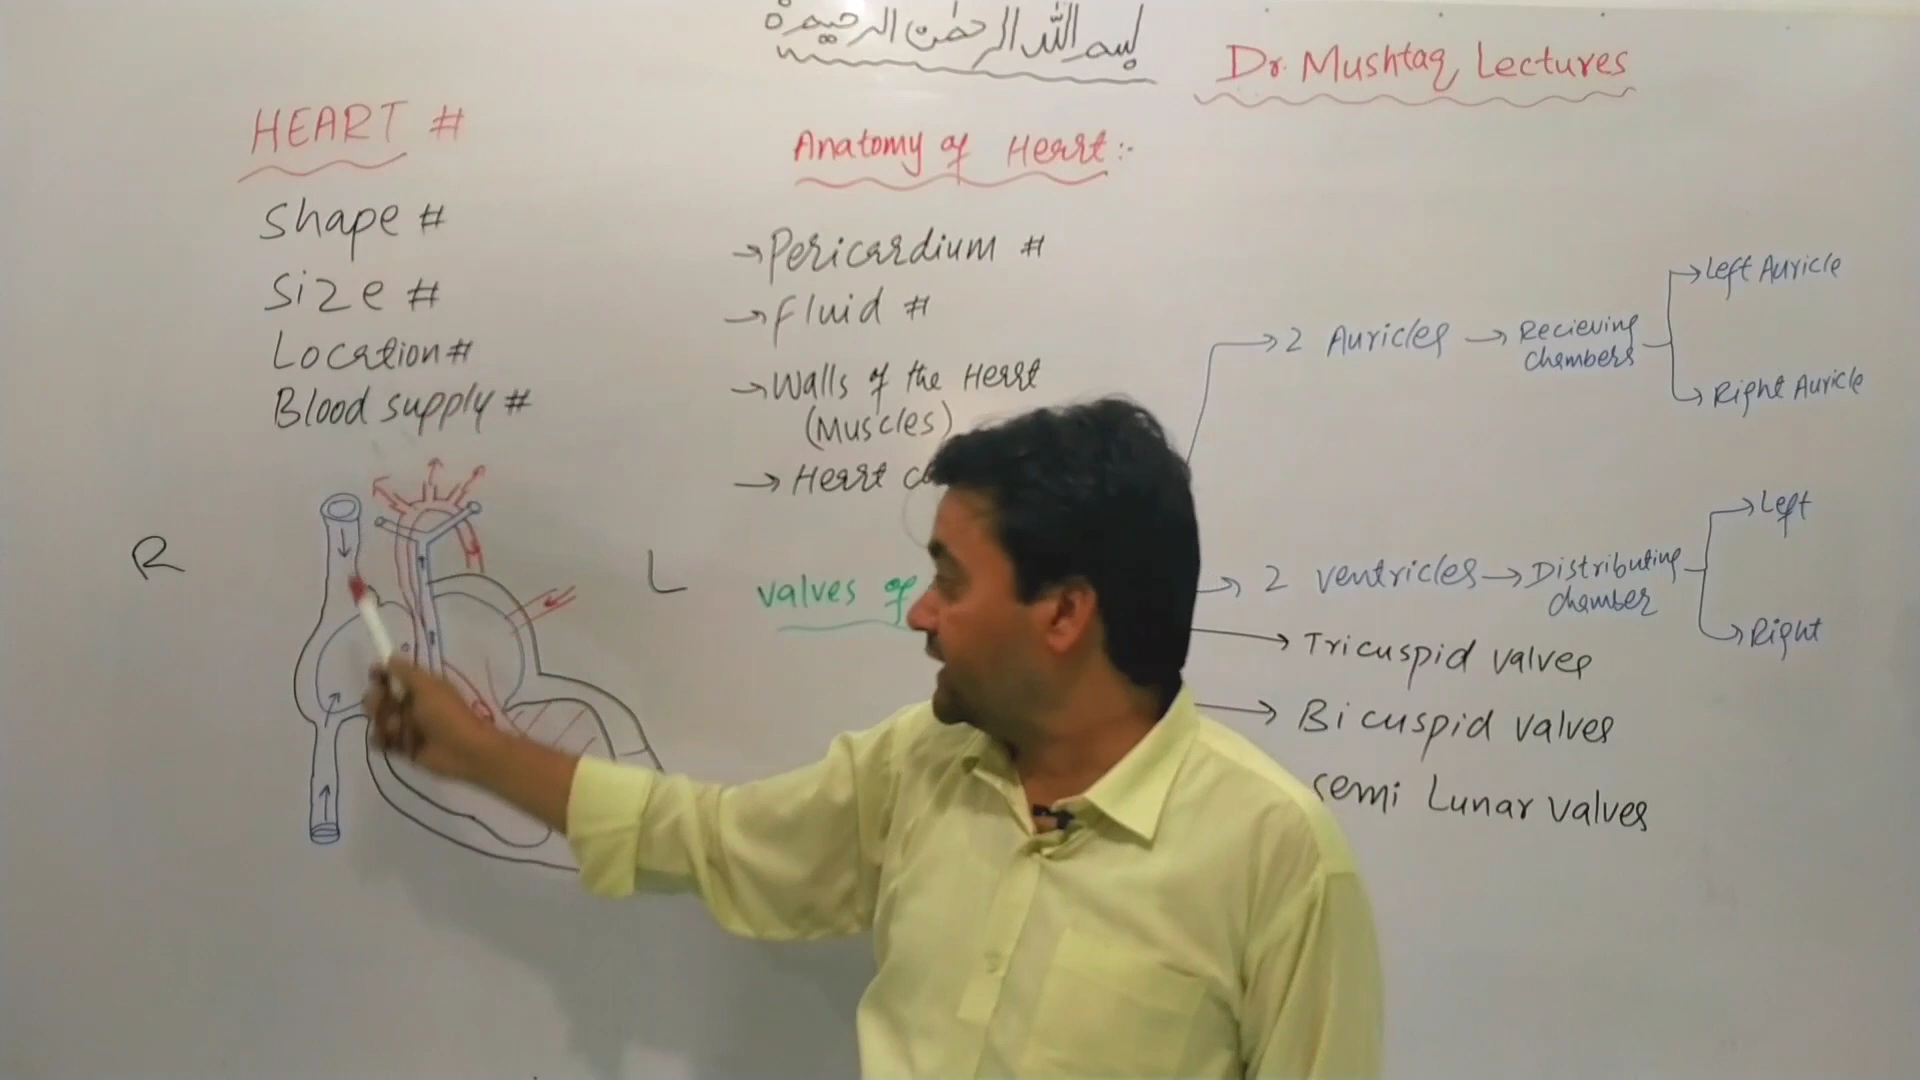 بسم اللہ الرحمٰن الرحیم
Dr. Mushtaq Lectures
HEART #
Shape #
Size #
Location #
Blood supply #
R
L
Anatomy of Heart :-
→ Pericardium #
→ Fluid #
→ Walls of the Heart
(Muscles)
→ Heart
→ 2 Auricles → Recieving
chambers
→ Left Auricle
→ Right Auricle
→ 2 ventricles → Distributing
chamber
→ Left
→ Right
valves of
→ Tricuspid valves
→ Bicuspid valves
Semi Lunar valves